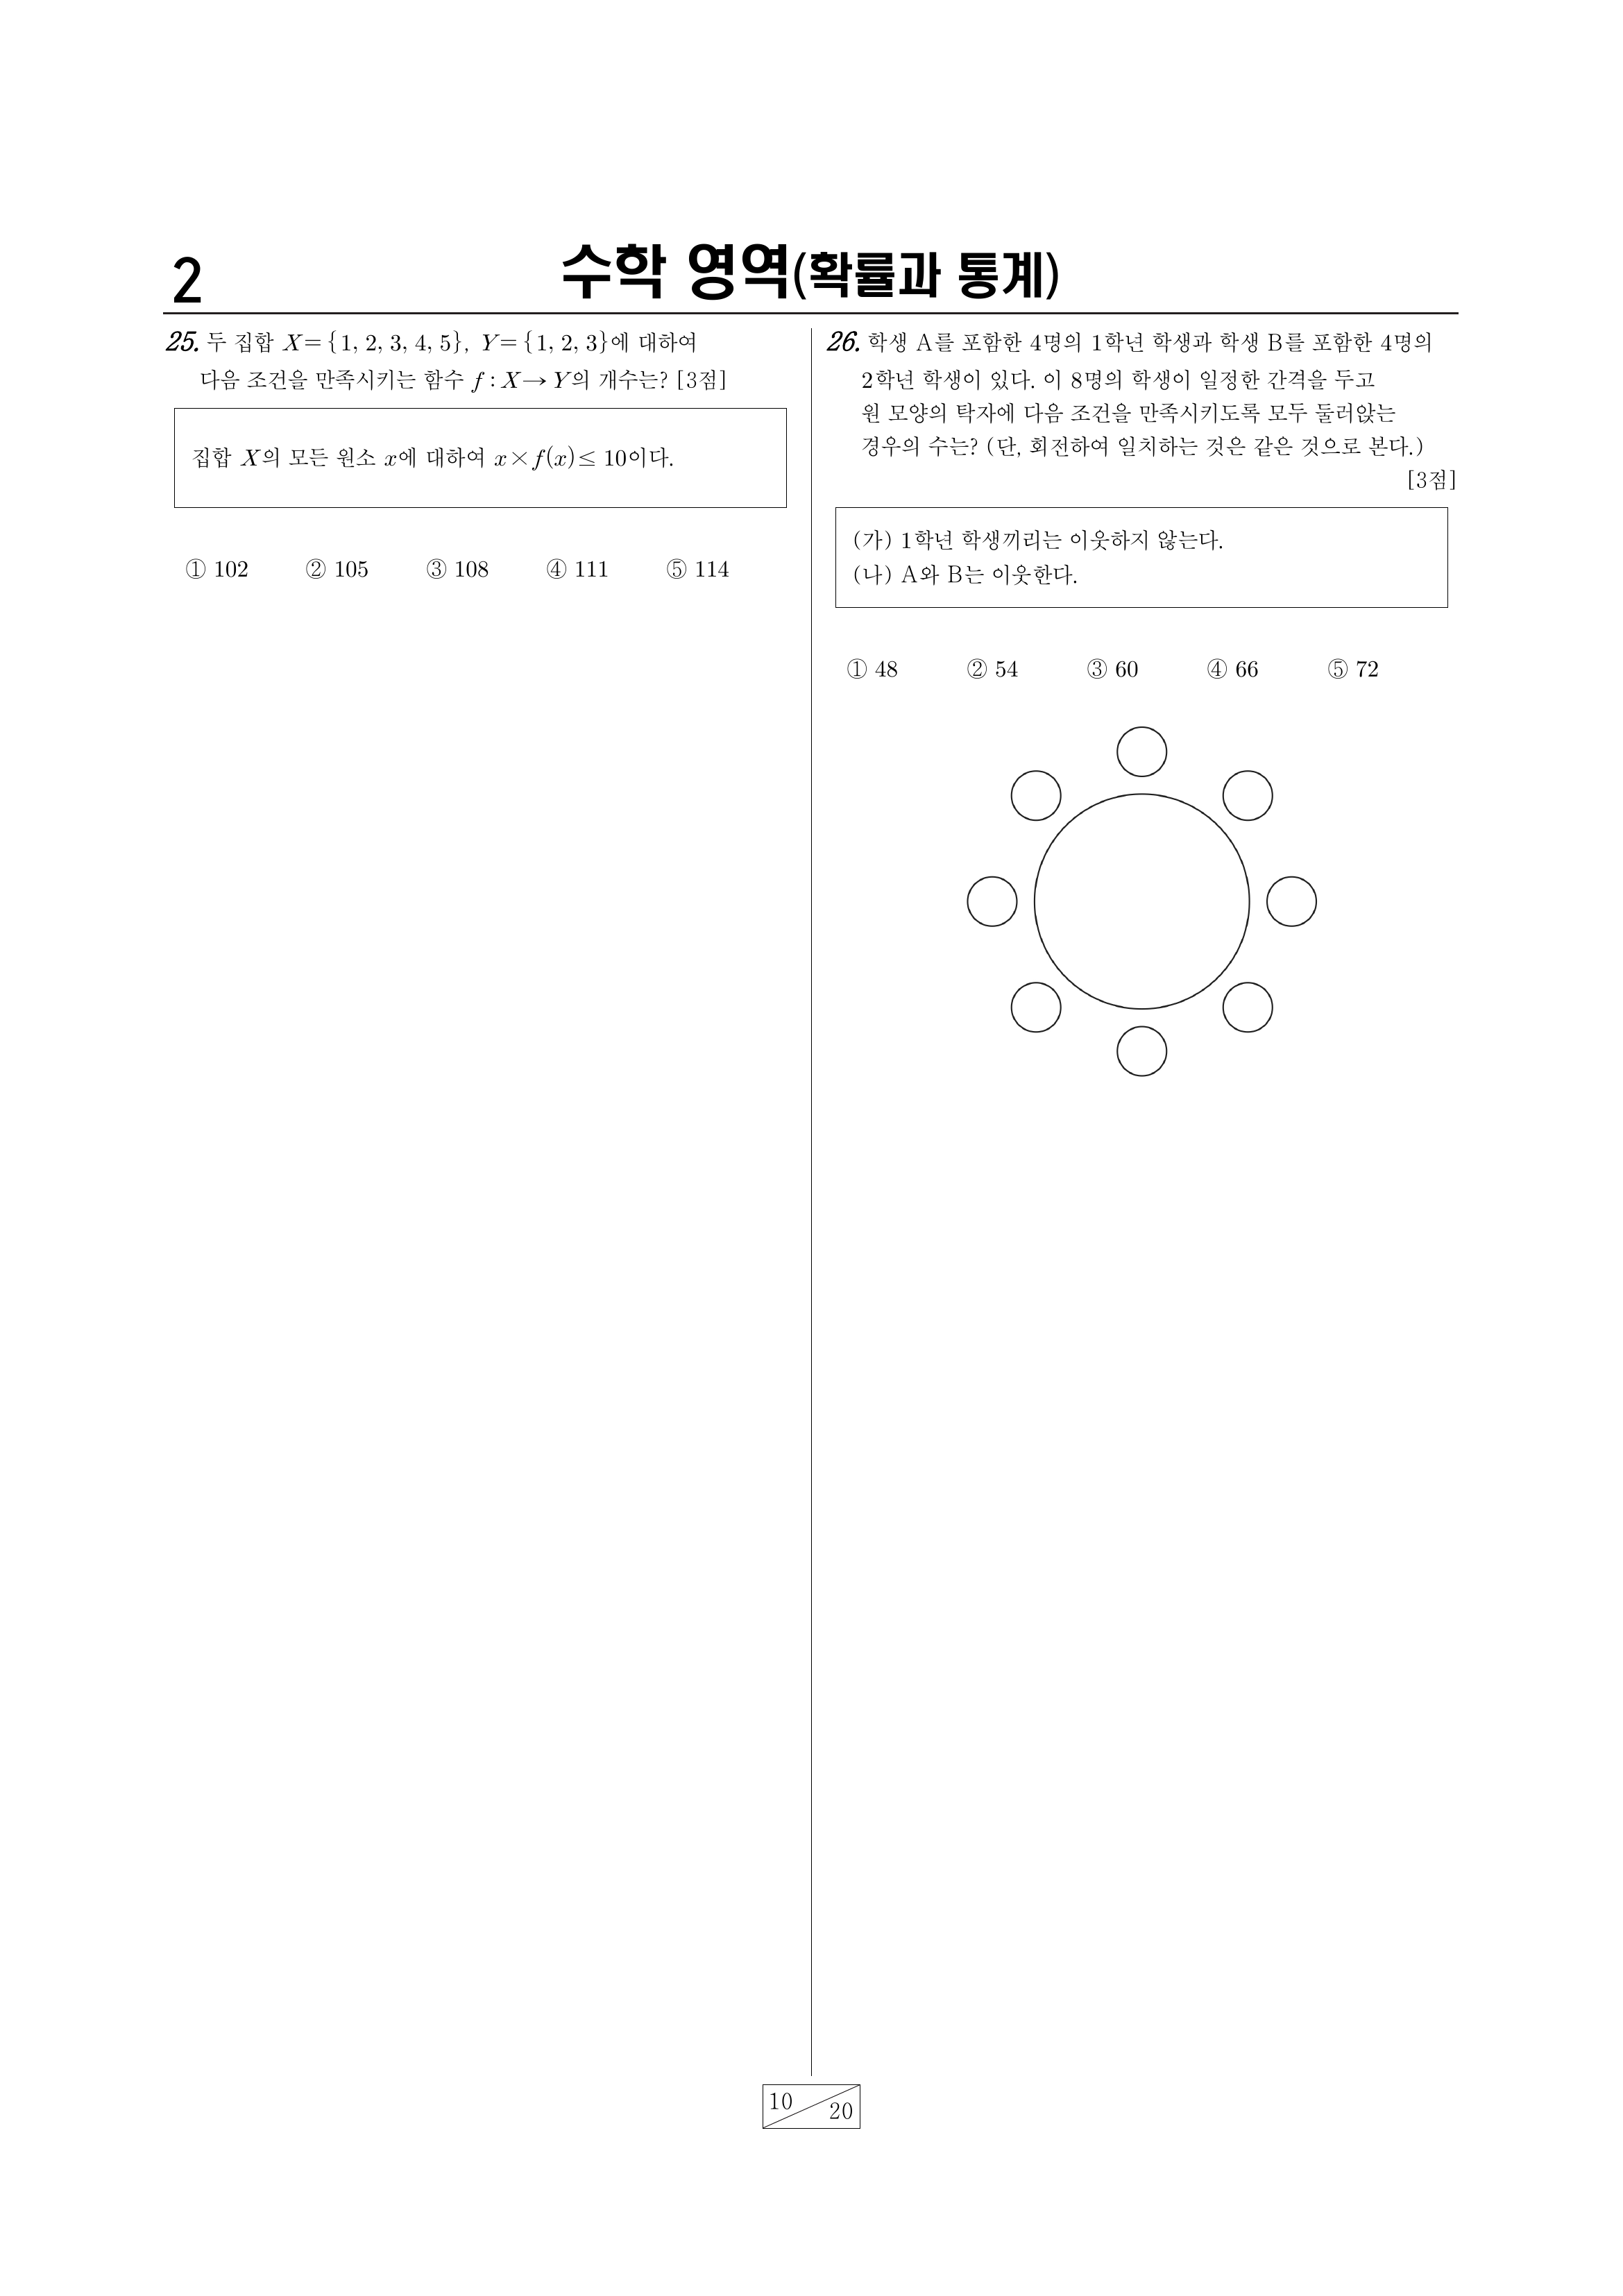 2
수학 영역(확률과 통계)
25. 두 집합 X={1, 2, 3, 4, 5}, Y={1, 2, 3}에 대하여
다음 조건을 만족시키는 함수 f : X→Y의 개수는? [3점]
집합 X의 모든 원소 x에 대하여 x×f(x)≤10이다.
① 102 ② 105 ③ 108 ④ 111 ⑤ 114
26. 학생 A를 포함한 4명의 1학년 학생과 학생 B를 포함한 4명의
2학년 학생이 있다. 이 8명의 학생이 일정한 간격을 두고
원 모양의 탁자에 다음 조건을 만족시키도록 모두 둘러앉는
경우의 수는? (단, 회전하여 일치하는 것은 같은 것으로 본다.)
[3점]
(가) 1학년 학생끼리는 이웃하지 않는다.
(나) A와 B는 이웃한다.
① 48 ② 54 ③ 60 ④ 66 ⑤ 72
10
20